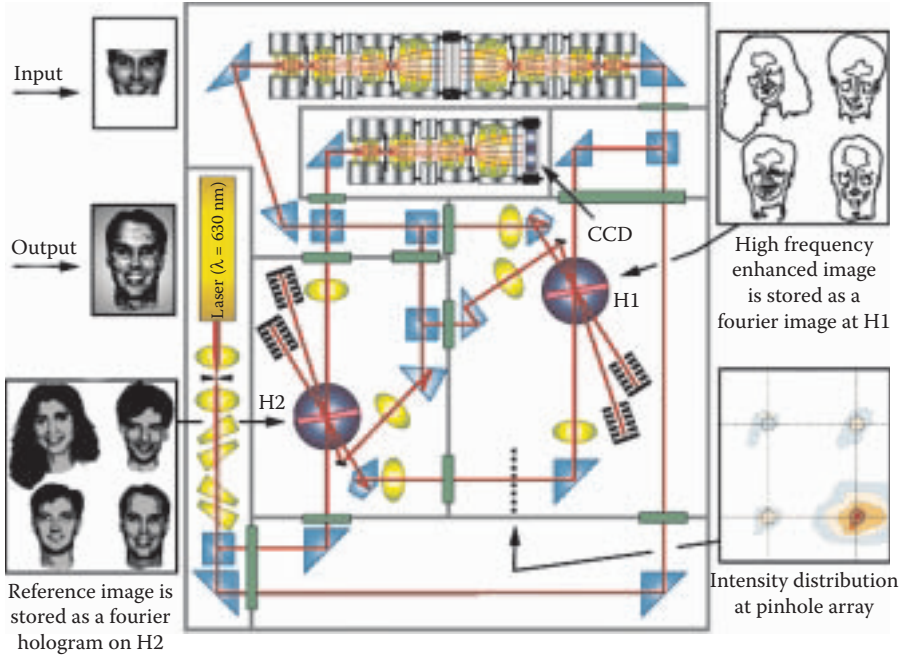 Input
Output
Laser (λ = 630 nm)
CCD
H1
H2
High frequency
enhanced image
is stored as a
fourier image at H1
Reference image is
stored as a fourier
hologram on H2
Intensity distribution
at pinhole array